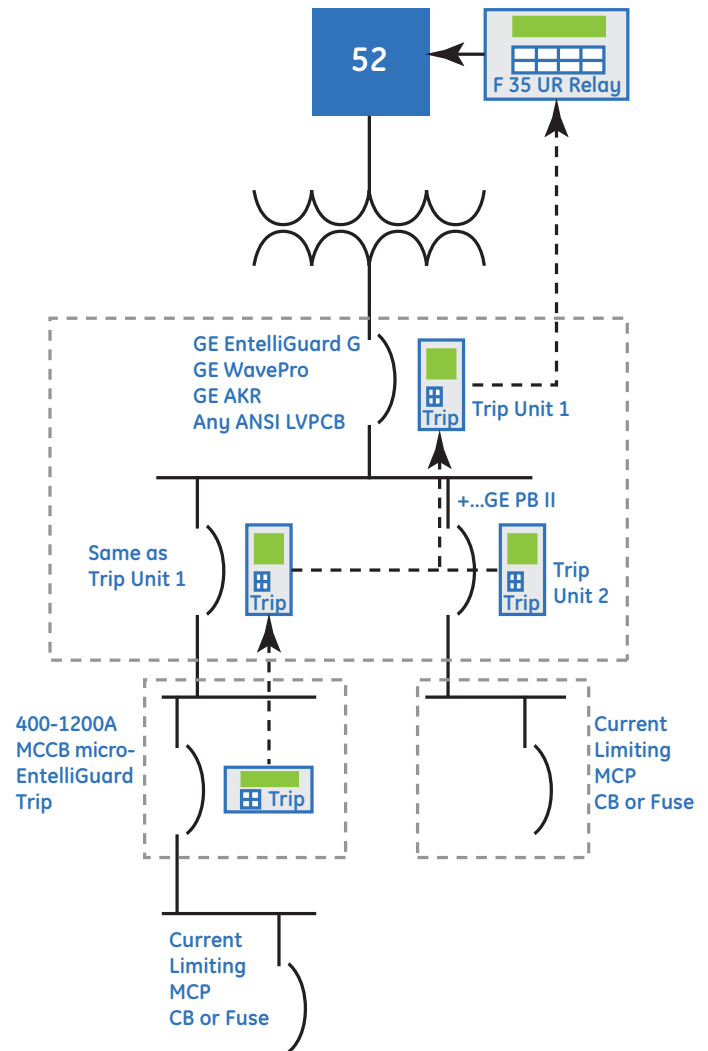 52
F 35 UR Relay
GE EntelliGuard G
GE WavePro
GE AKR
Any ANSI LVPCB
Trip
Trip Unit 1
+...GE PB II
Same as
Trip Unit 1
Trip
Trip
Trip
Unit 2
400-1200A
MCCB micro-
EntelliGuard
Trip
Trip
Current
Limiting
MCP
CB or Fuse
Current
Limiting
MCP
CB or Fuse